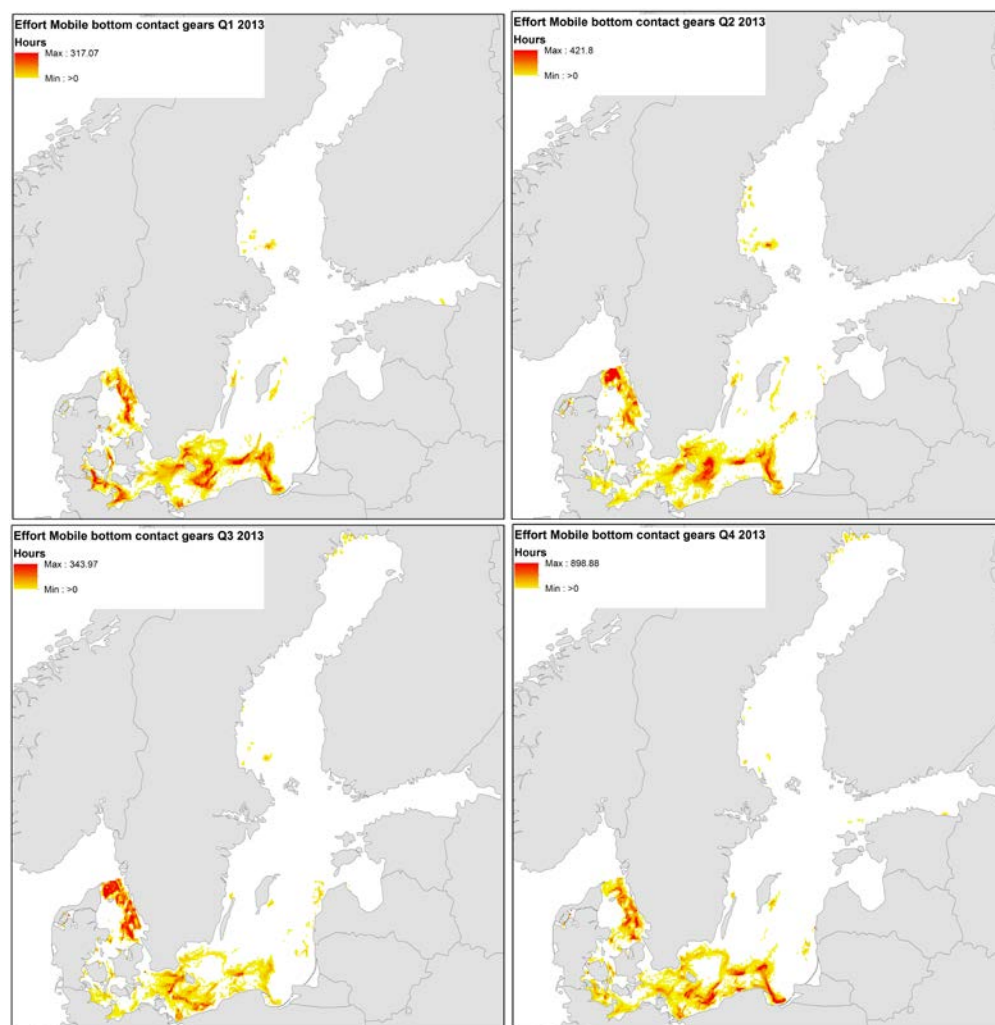 Effort Mobile bottom contact gears Q1 2013
Hours
Max : 317.07
Min : >0
Effort Mobile bottom contact gears Q2 2013
Hours
Max : 421.8
Min : >0
Effort Mobile bottom contact gears Q3 2013
Hours
Max : 343.97
Min : >0
Effort Mobile bottom contact gears Q4 2013
Hours
Max : 898.88
Min : >0